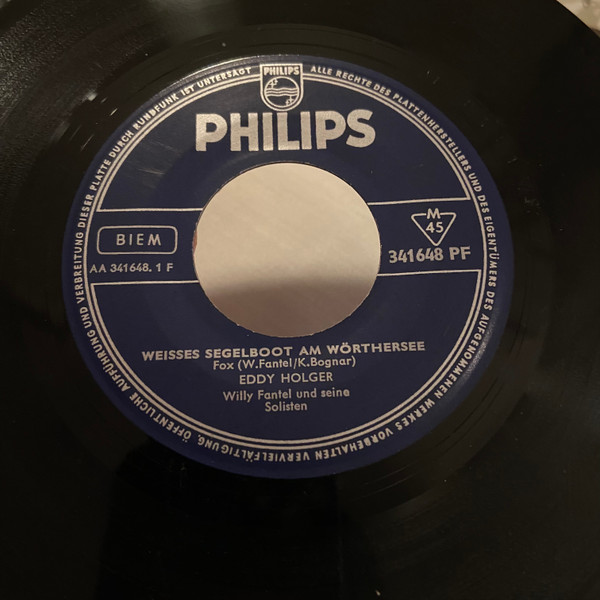 ALLE RECHTE DES PLATTENHERSTELLERS UND DES EIGENTÜMERS DES AUFGENOMMENEN WERKES VORBEHALTEN VERVIELFÄLTIGUNG, ÖFFENTLICHE AUFFÜHRUNG UND VERBREITUNG DIESER PLATTE DURCH RUNDFUNK IST UNTERSAGT
PHILIPS
PHILIPS
BIEM
M
45
AA 341648.1 F
341648 PF
WEISSES SEGELBOOT AM WÖRTHERSEE
Fox (W.Fantel/K.Bognar)
EDDY HOLGER
Willy Fantel und seine
Solisten